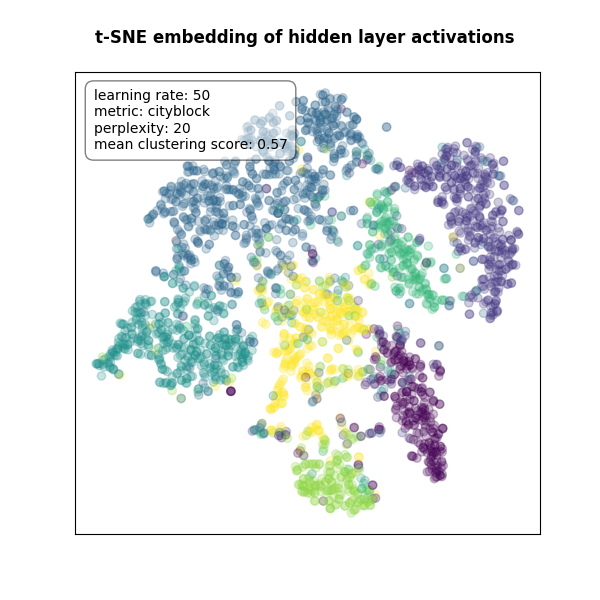 t-SNE embedding of hidden layer activations
learning rate: 50
metric: cityblock
perplexity: 20
mean clustering score: 0.57